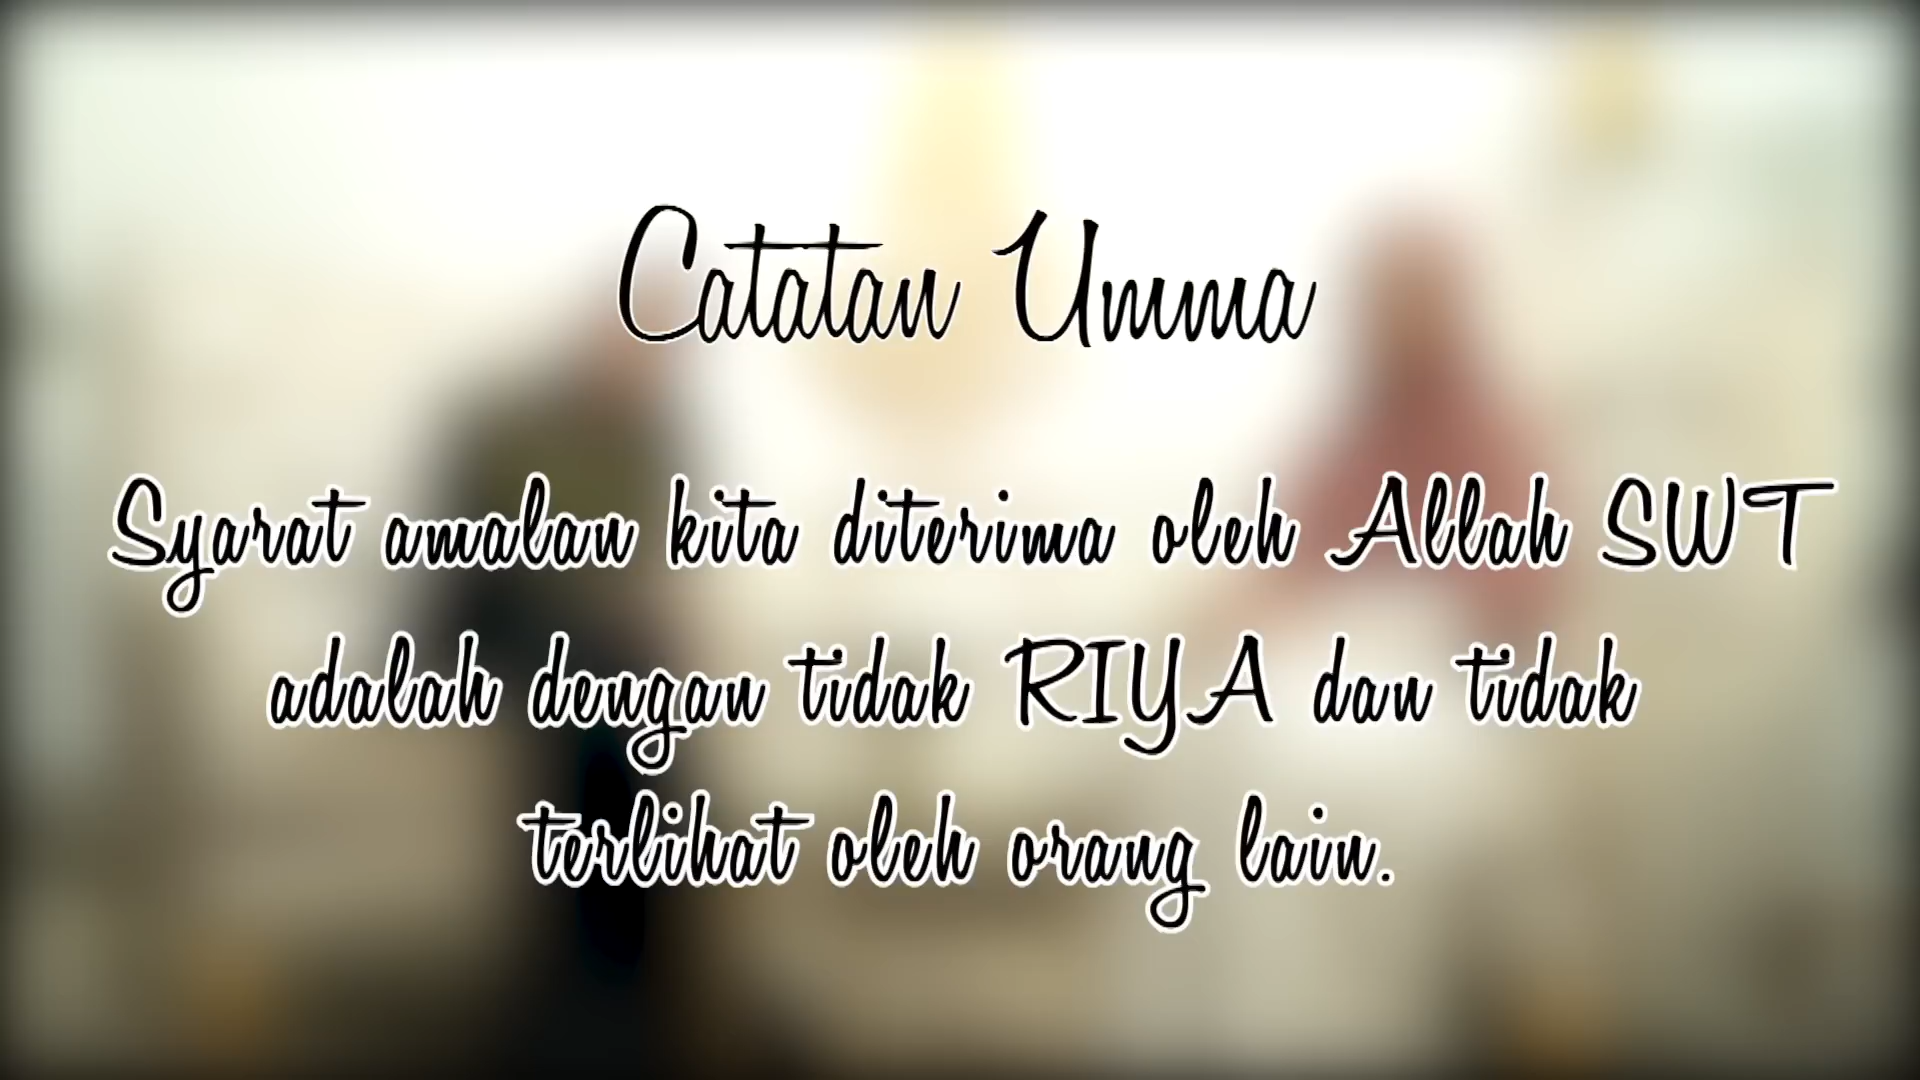 Catatan Umma
Syarat amalan kita diterima oleh Allah SWT
adalah dengan tidak RIYA dan tidak
terlihat oleh orang lain.